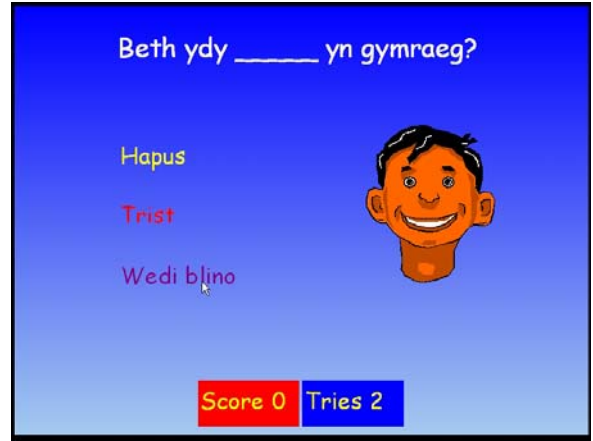 Beth ydy _____ yn gymraeg?
Hapus
Trist
Wedi blino
Score 0 Tries 2